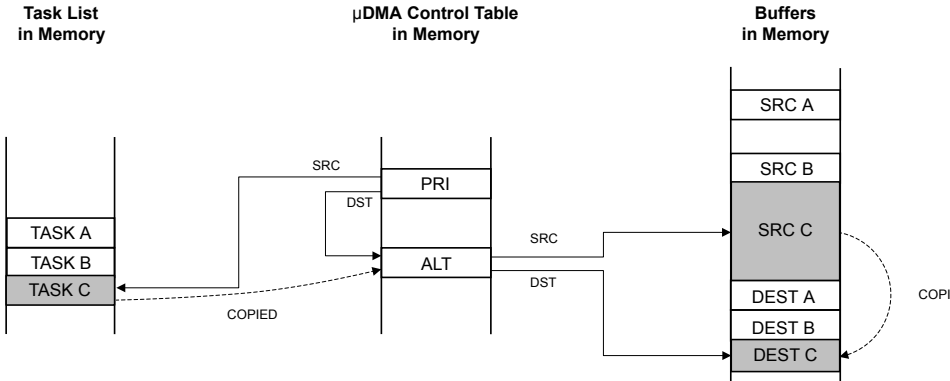 Task List
in Memory
µDMA Control Table
in Memory
Buffers
in Memory
SRC A
SRC B
SRC
PRI
DST
TASK A
SRC C
SRC
TASK B
ALT
TASK C
DST
DEST A
COPI
COPIED
DEST B
DEST C